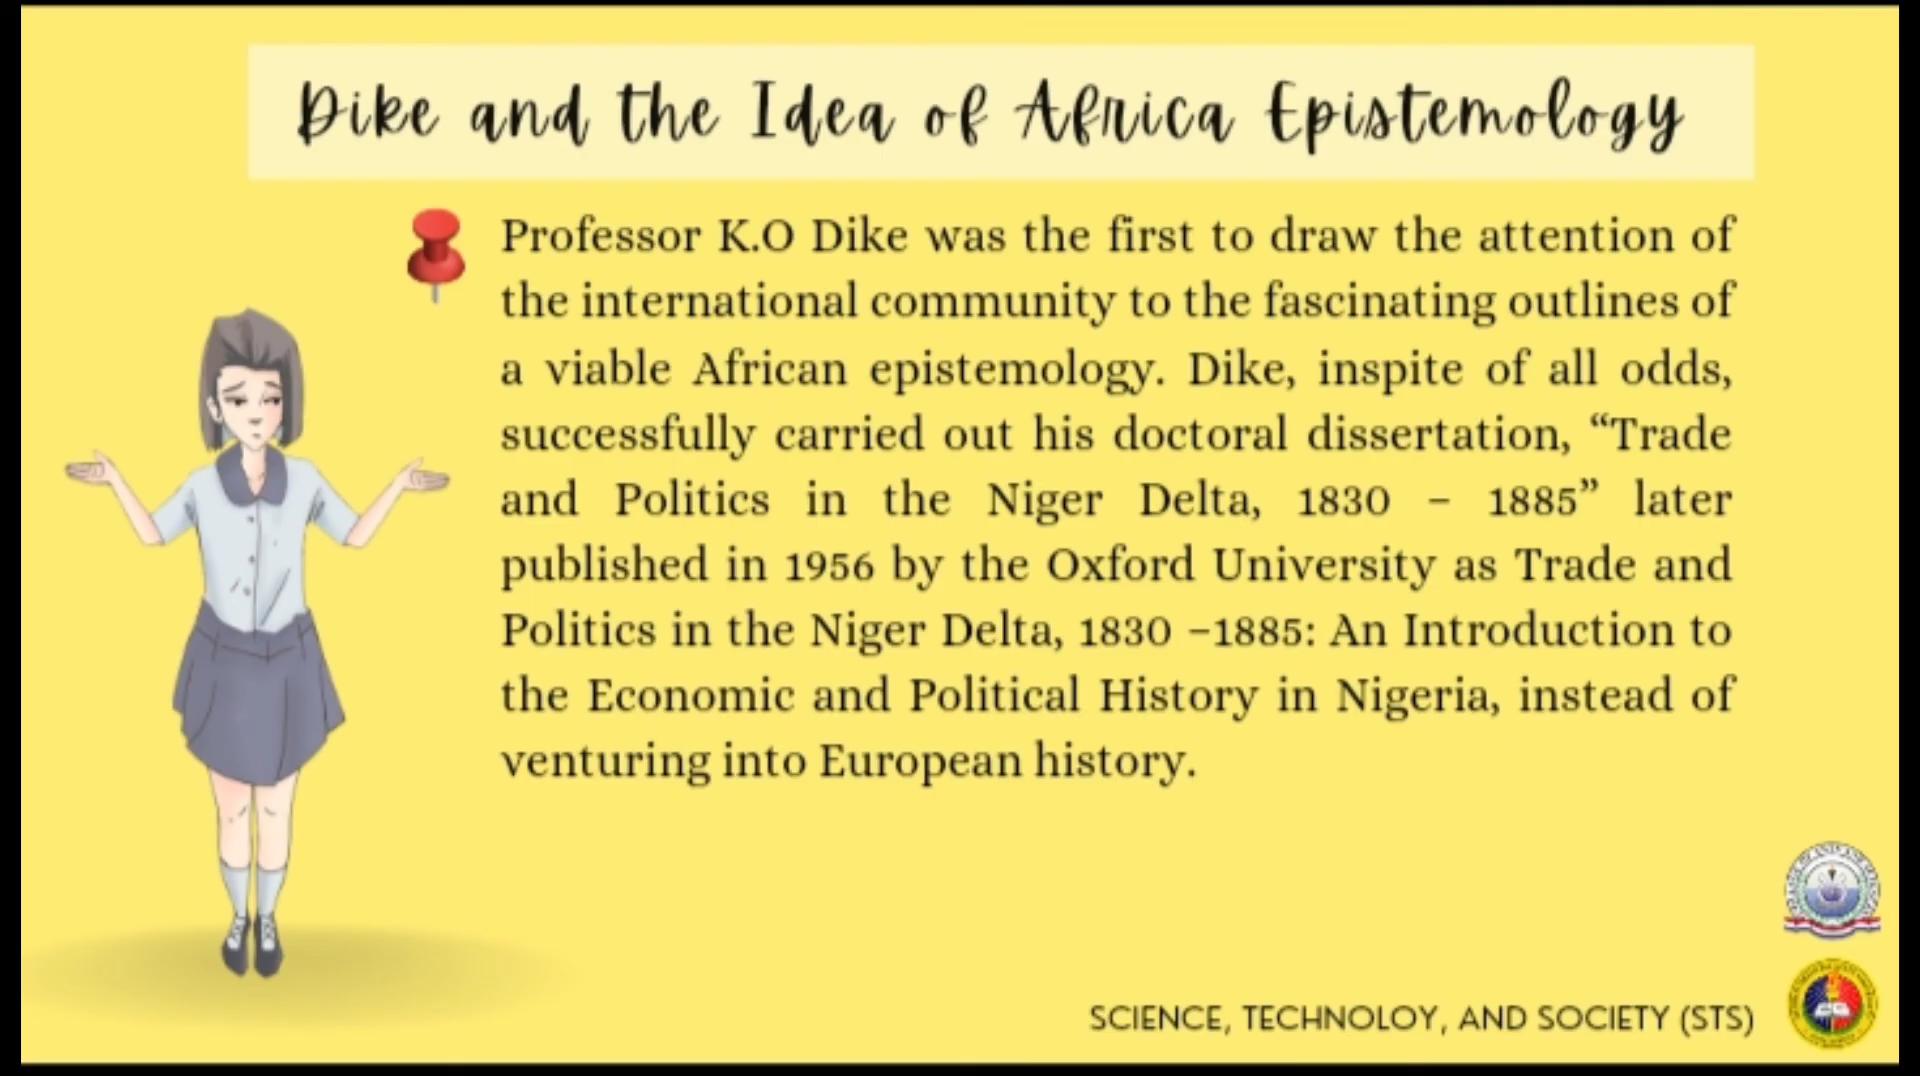 Dike and the Idea of Africa Epistemology
Professor K.O Dike was the first to draw the attention of
the international community to the fascinating outlines of
a viable African epistemology. Dike, inspite of all odds,
successfully carried out his doctoral dissertation, “Trade
and Politics in the Niger Delta, 1830 – 1885” later
published in 1956 by the Oxford University as Trade and
Politics in the Niger Delta, 1830 –1885: An Introduction to
the Economic and Political History in Nigeria, instead of
venturing into European history.
SCIENCE, TECHNOLOY, AND SOCIETY (STS)